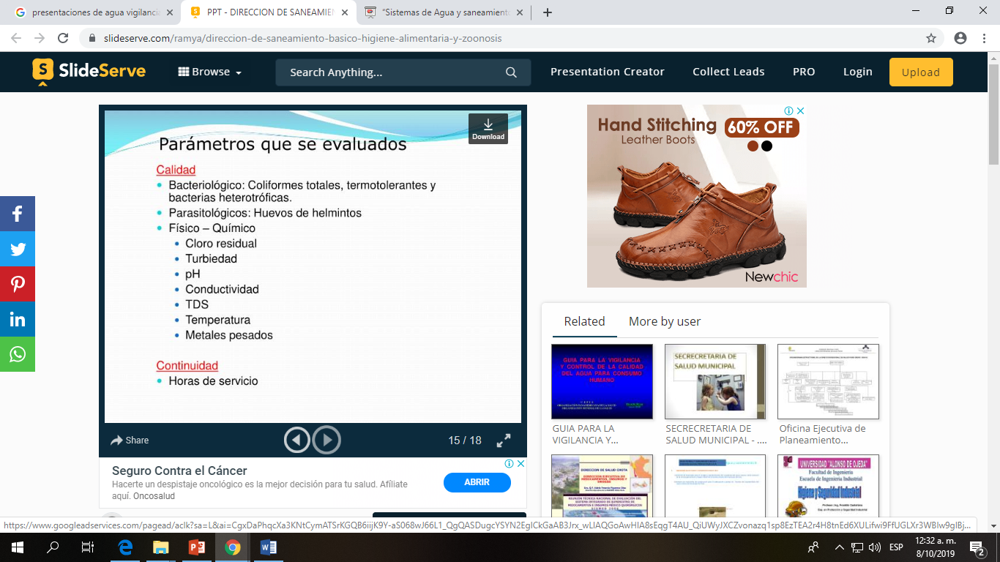 presentaciones de agua vigilancia
PPT - DIRECCION DE SANEAMIEN
"Sistemas de Agua y saneamiento
slideserve.com/ramya/direccion-de-saneamiento-basico-higiene-alimentaria-y-zoonosis
SlideServe
Browse
Search Anything...
Presentation Creator
Collect Leads
PRO
Login
Upload
Download
Parámetros que se evaluados
Calidad
Bacteriológico: Coliformes totales, termotolerantes y
bacterias heterotróficas.
Parasitológicos: Huevos de helmintos
Físico – Químico
Cloro residual
Turbiedad
pH
Conductividad
TDS
Temperatura
Metales pesados
Continuidad
Horas de servicio
Share
15 / 18
Seguro Contra el Cáncer
Hacerte un despistaje oncológico es la mejor decisión para tu salud. Afíliate
aquí. Oncosalud
ABRIR
Hand Stitching
Leather Boots
60% OFF
Newchic
Related
More by user
GUIA PARA LA VIGILANCIA
Y CONTROL DE LA CALIDAD
DEL AGUA PARA CONSUMO
HUMANO
SECRECRETARIA DE
SALUD MUNICIPAL
GUIA PARA LA
VIGILANCIA Y...
SECRECRETARIA DE
SALUD MUNICIPAL - ....
Oficina Ejecutiva de
Planeamiento...
DIRECCION DE SALUD CHOTA
UNIVERSIDAD "ALONSO DE OJEDA"
Facultad de Ingeniería
Escuela de Ingeniería Industrial
Higiene y Seguridad Industrial
https://www.googleadservices.com/pagead/aclk?sa=L&ai=
ESP
12:32 a. m.
8/10/2019
2